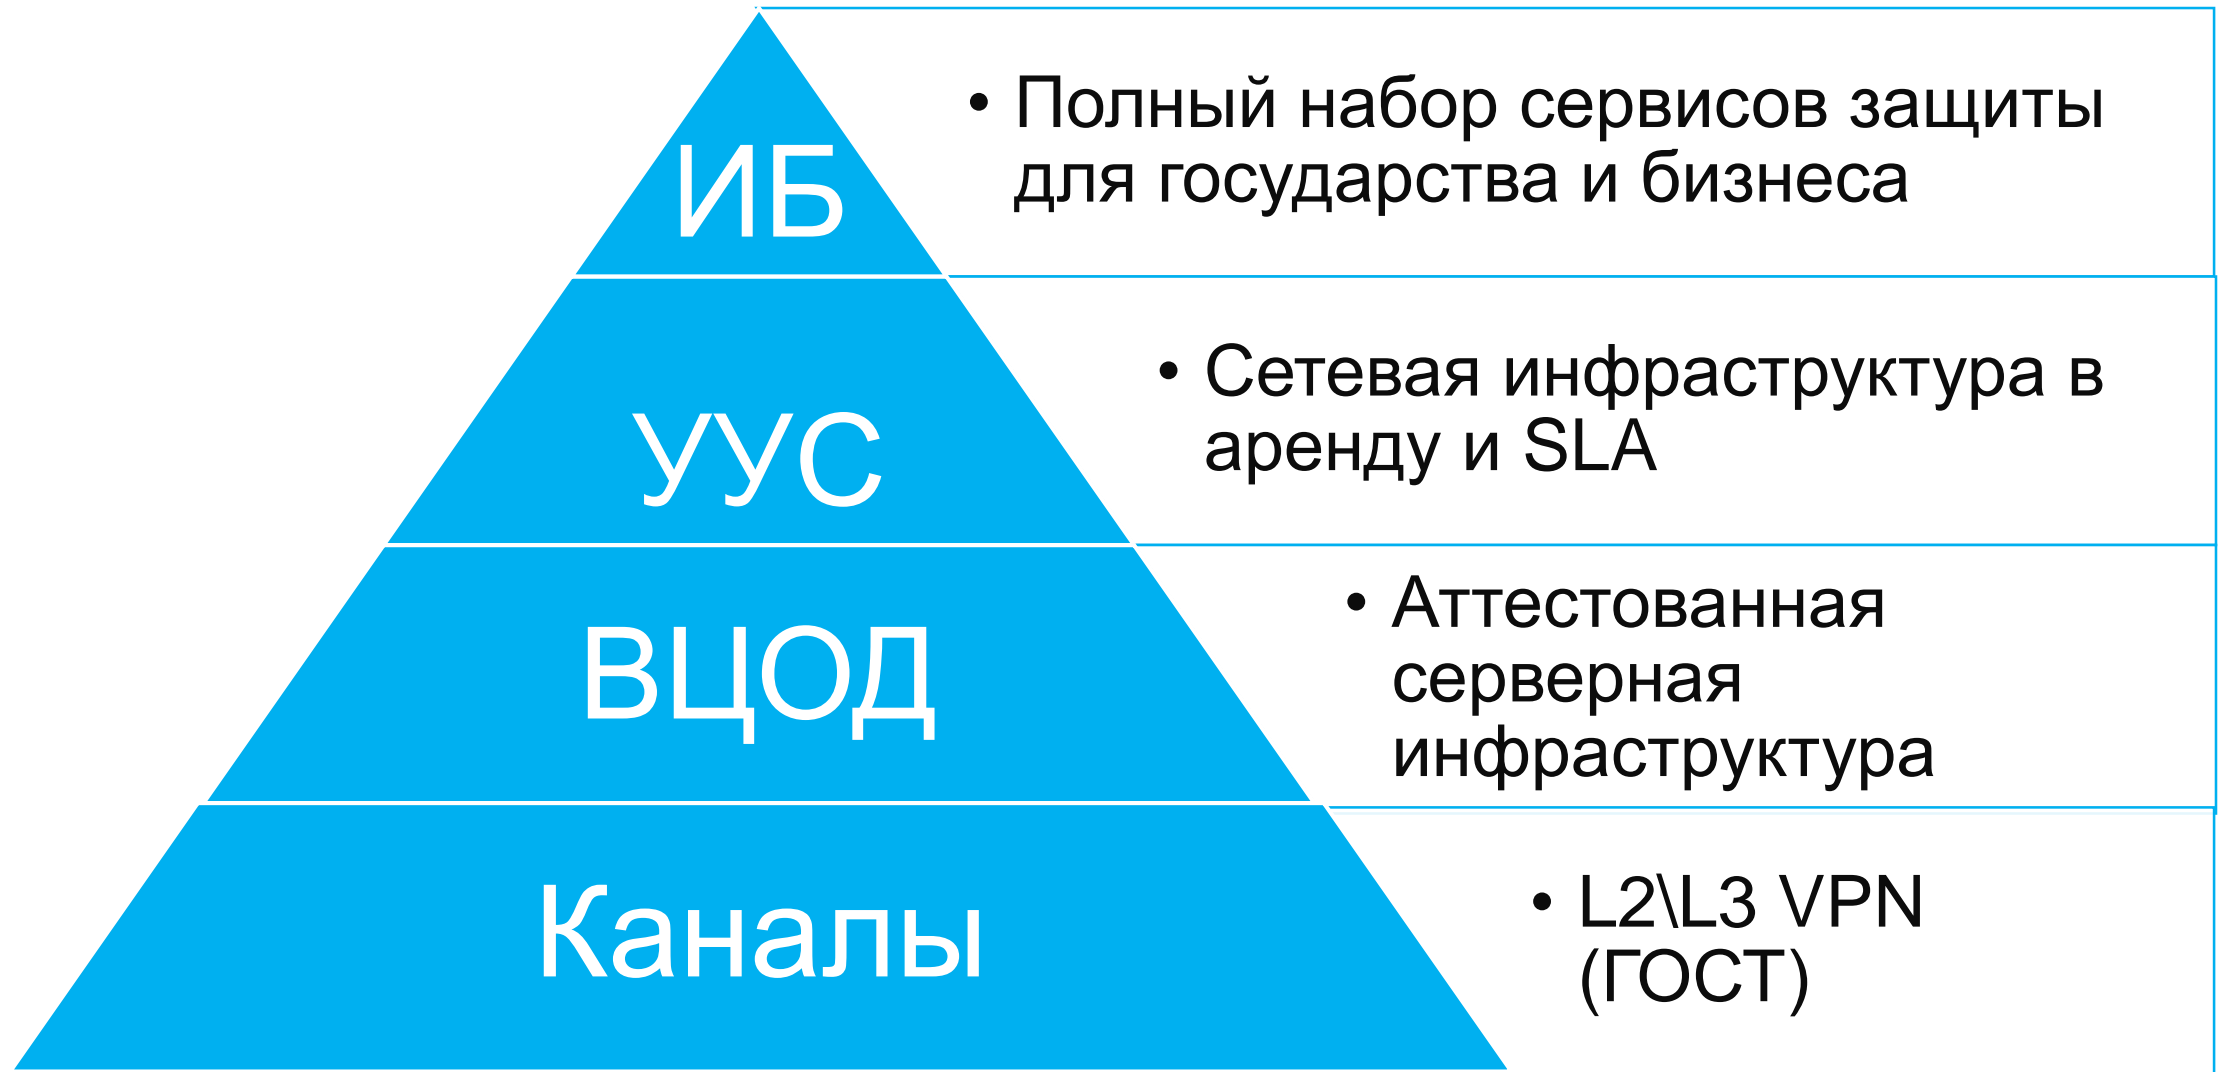 ИБ
• Полный набор сервисов защиты
для государства и бизнеса
УУС
• Сетевая инфраструктура в
аренду и SLA
ВЦОД
• Аттестованная
серверная
инфраструктура
Каналы
• L2\L3 VPN
(ГОСТ)